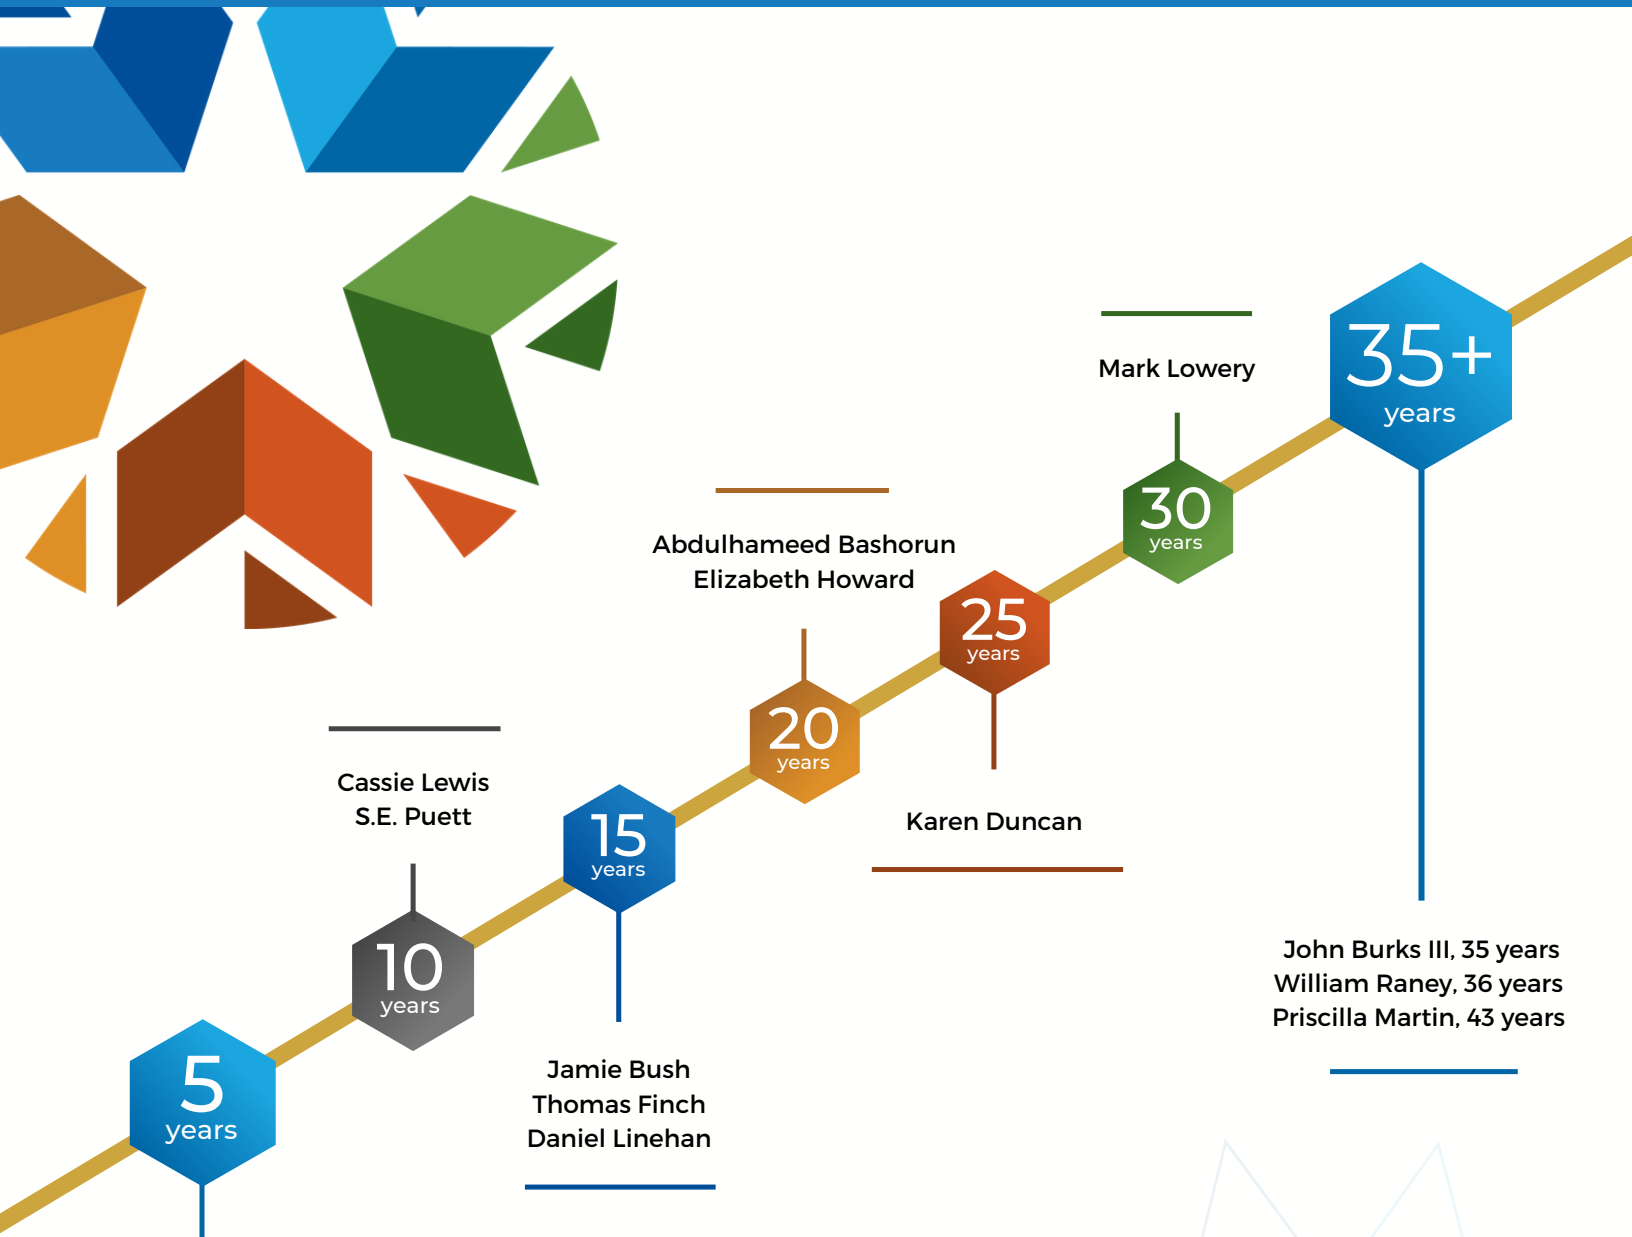 35+
years
Mark Lowery
30
years
Abdulhameed Bashorun
Elizabeth Howard
25
years
20
years
Cassie Lewis
S.E. Puett
Karen Duncan
15
years
John Burks III, 35 years
William Raney, 36 years
Priscilla Martin, 43 years
10
years
Jamie Bush
Thomas Finch
Daniel Linehan
5
years